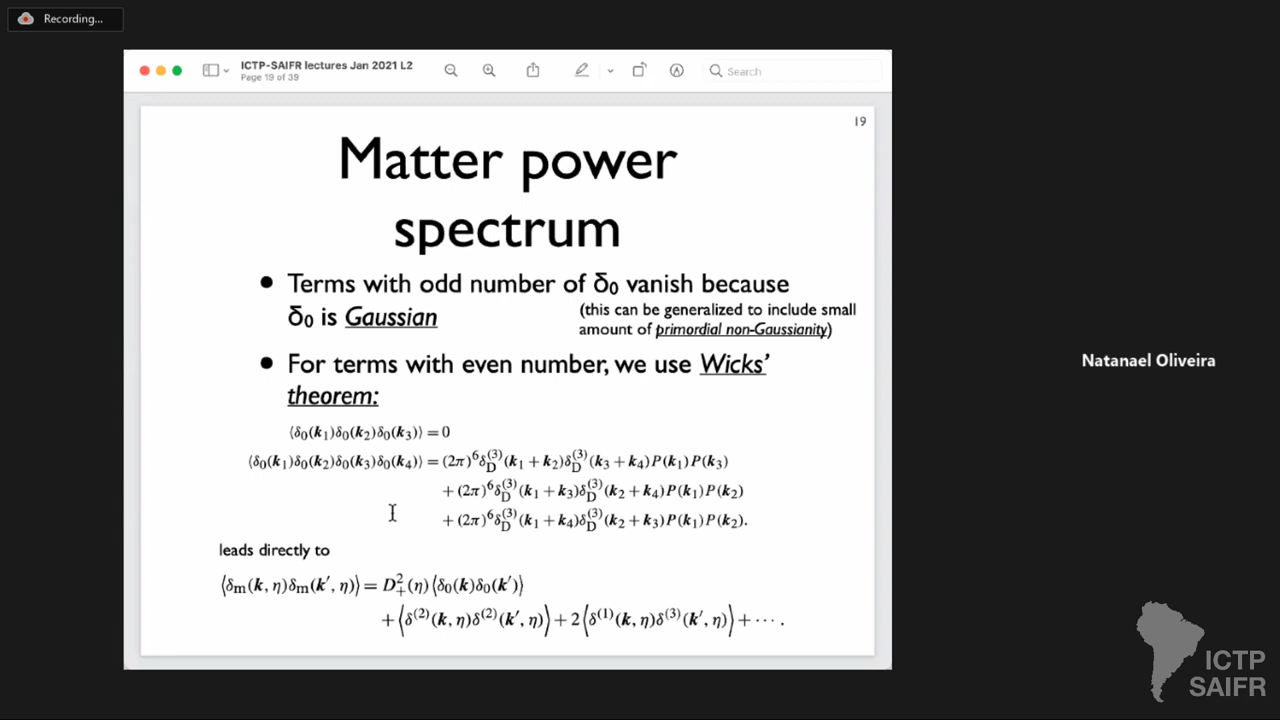 Recording...
ICTP-SAIFR lectures Jan 2021 L2
Page 19 of 39
Search
19
Matter power
spectrum
• Terms with odd number of δ₀ vanish because
δ₀ is Gaussian
(this can be generalized to include small
amount of primordial non-Gaussianity)
• For terms with even number, we use Wicks’
theorem:
⟨δ₀(k₁)δ₀(k₂)δ₀(k₃)⟩ = 0
⟨δ₀(k₁)δ₀(k₂)δ₀(k₃)δ₀(k₄)⟩ = (2π)⁶δ_D^(3)(k₁ + k₂)δ_D^(3)(k₃ + k₄)P(k₁)P(k₃)
+ (2π)⁶δ_D^(3)(k₁ + k₃)δ_D^(3)(k₂ + k₄)P(k₁)P(k₂)
+ (2π)⁶δ_D^(3)(k₁ + k₄)δ_D^(3)(k₂ + k₃)P(k₁)P(k₂).
leads directly to
⟨δ_m(k, η)δ_m(k′, η)⟩ = D₊²(η)⟨δ₀(k)δ₀(k′)⟩
+ ⟨δ^(2)(k, η)δ^(2)(k′, η)⟩ + 2⟨δ^(1)(k, η)δ^(3)(k′, η)⟩ + ··· .
Natanael Oliveira
ICTP
SAIFR